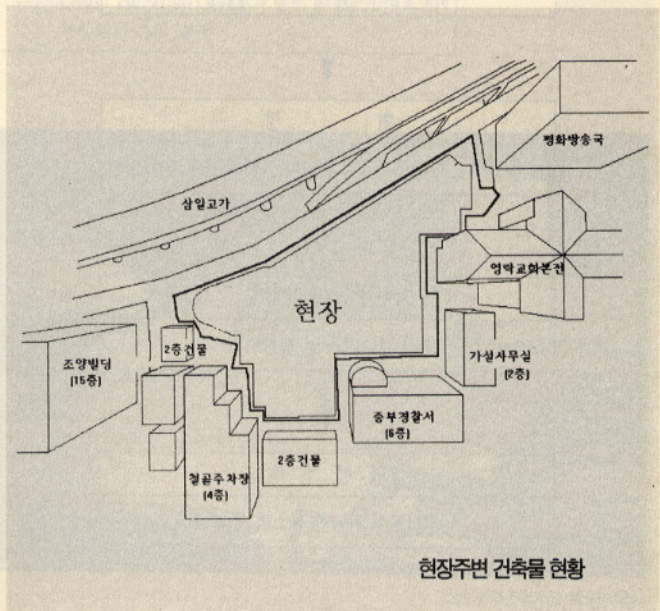 평화방송국
삼일고가
영락교회본전
현장
2층건물
조양빌딩
(15층)
가설사무실
(2층)
중부경찰서
(6층)
2층건물
철골주차장
(4층)
현장주변 건축물 현황